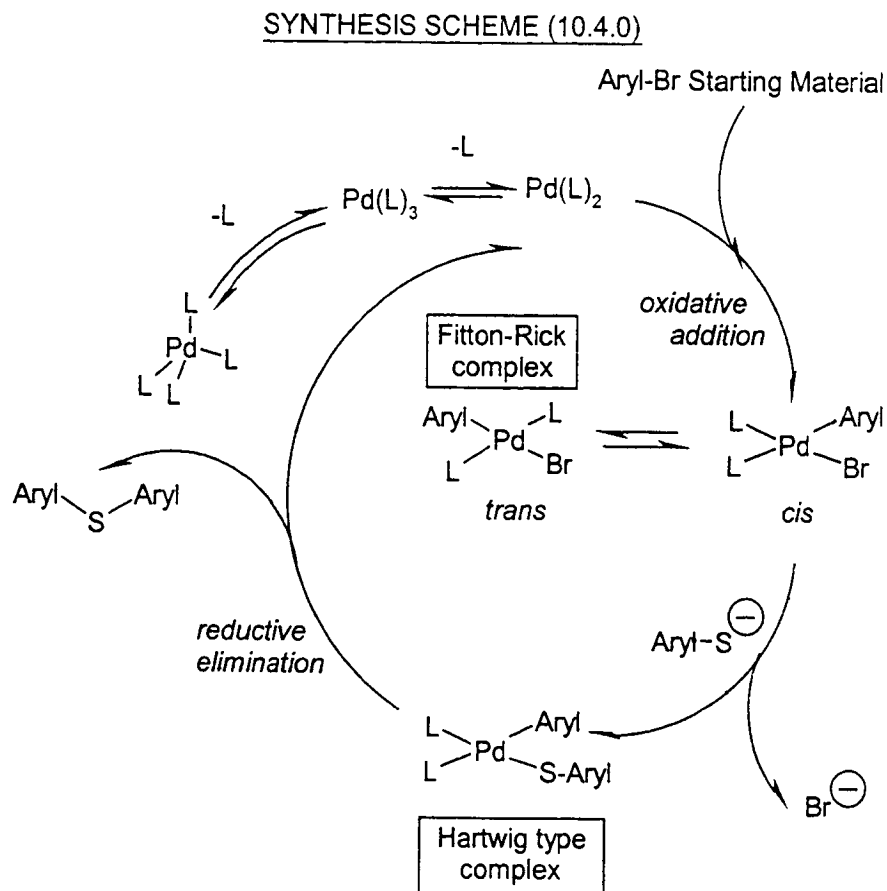 SYNTHESIS SCHEME (10.4.0)
Aryl-Br Starting Material
-L
-L
Pd(L)3
Pd(L)2
L
Pd
L
L
L
oxidative
addition
Fitton-Rick
complex
Aryl
L
Pd
L
Br
trans
L
Aryl
Pd
L
Br
cis
Aryl
Aryl
S
reductive
elimination
Aryl-S −
L
Aryl
Pd
L
S-Aryl
Br −
Hartwig type
complex